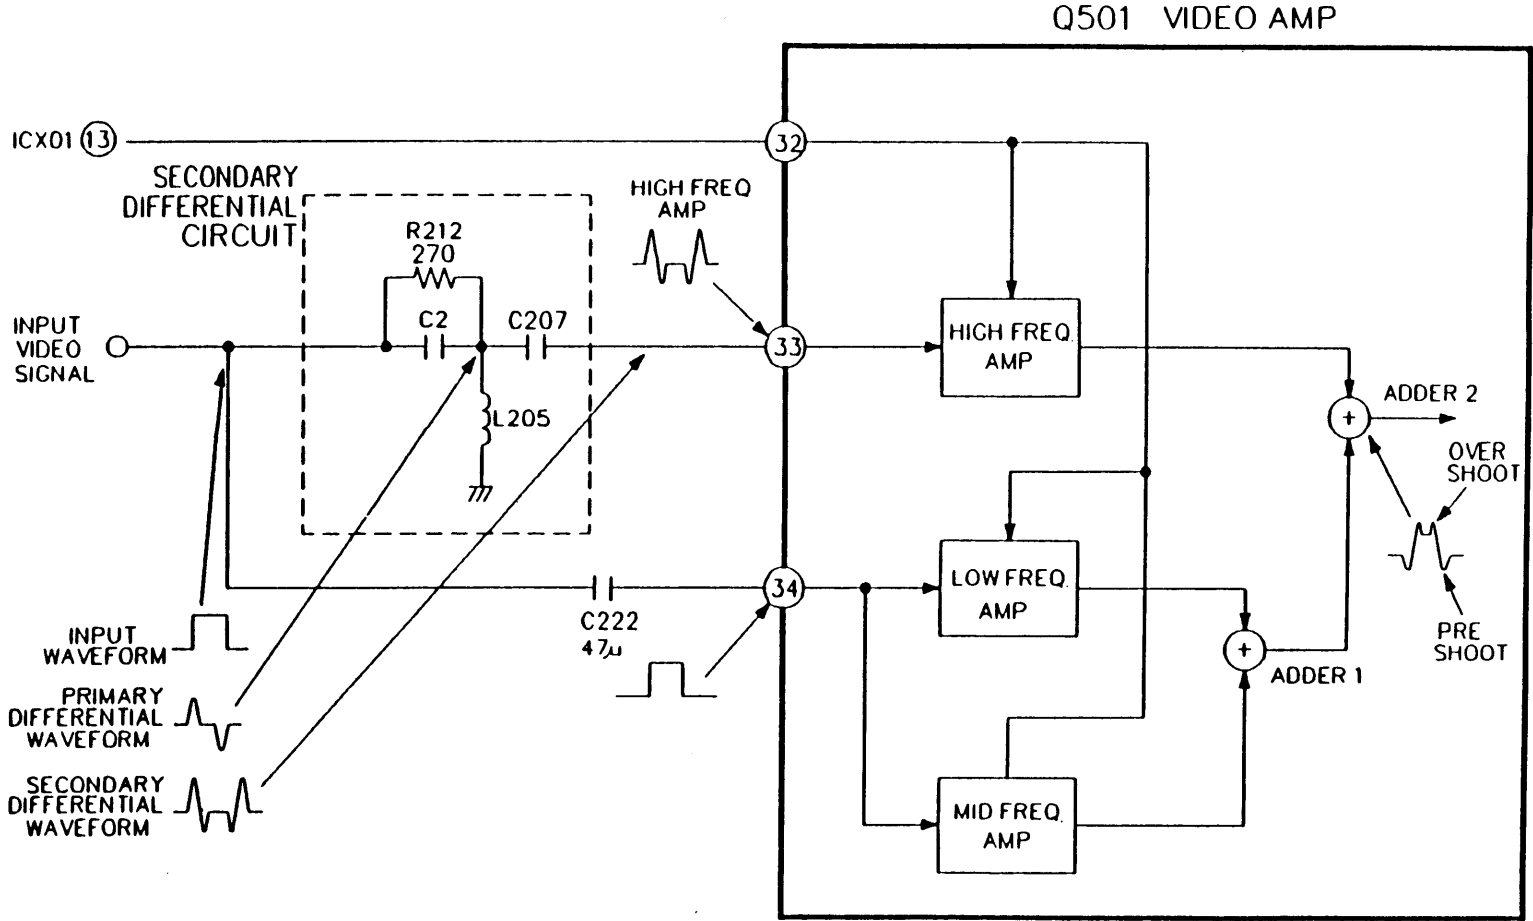 Q501 VIDEO AMP
ICX01 13
32
SECONDARY
DIFFERENTIAL
CIRCUIT
HIGH FREQ
AMP
R212
270
C2
C207
INPUT
VIDEO
SIGNAL
33
HIGH FREQ.
AMP
L205
ADDER 2
+
OVER
SHOOT
34
LOW FREQ.
AMP
C222
47μ
INPUT
WAVEFORM
+
ADDER 1
PRE
SHOOT
PRIMARY
DIFFERENTIAL
WAVEFORM
SECONDARY
DIFFERENTIAL
WAVEFORM
MID FREQ.
AMP